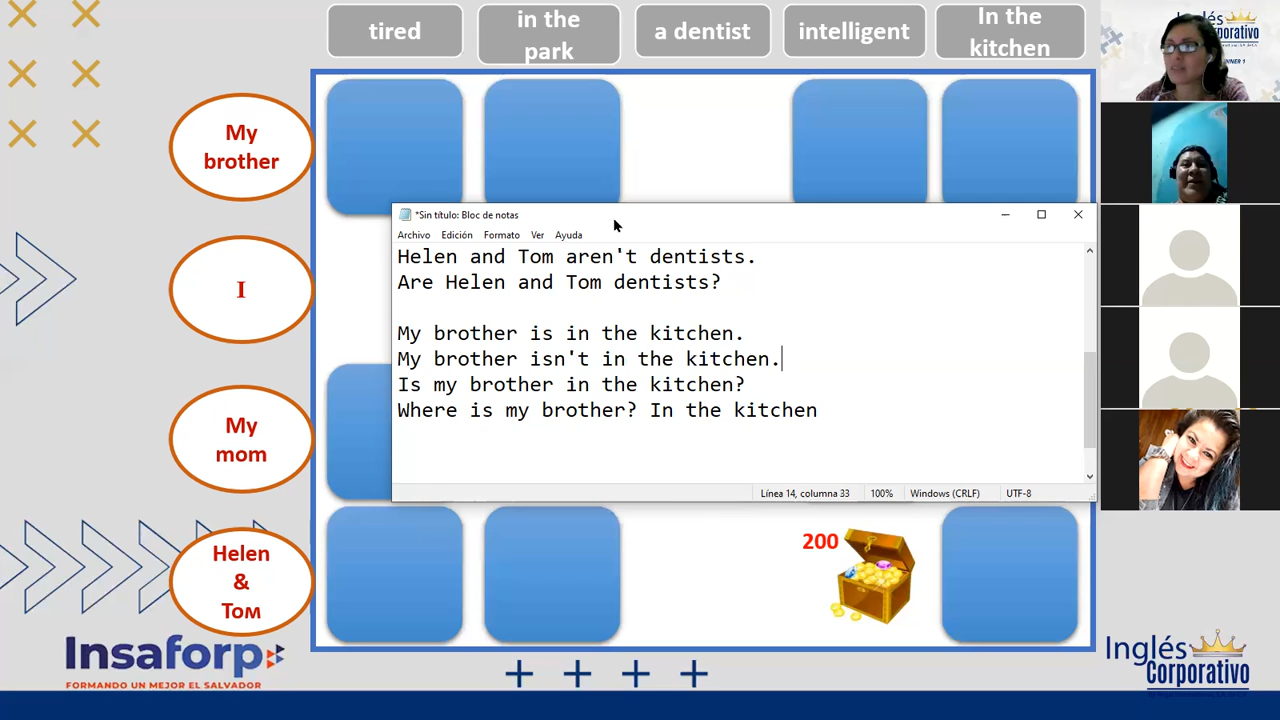 tired
in the
park
a dentist
intelligent
In the
kitchen
My
brother
I
My
mom
Helen
&
Tom
*Sin título: Bloc de notas
Archivo Edición Formato Ver Ayuda
Helen and Tom aren't dentists.
Are Helen and Tom dentists?
My brother is in the kitchen.
My brother isn't in the kitchen.
Is my brother in the kitchen?
Where is my brother? In the kitchen
Línea 14, columna 33 100% Windows (CRLF) UTF-8
200
Insaforp
FORMANDO UN MEJOR EL SALVADOR
Inglés
Corporativo